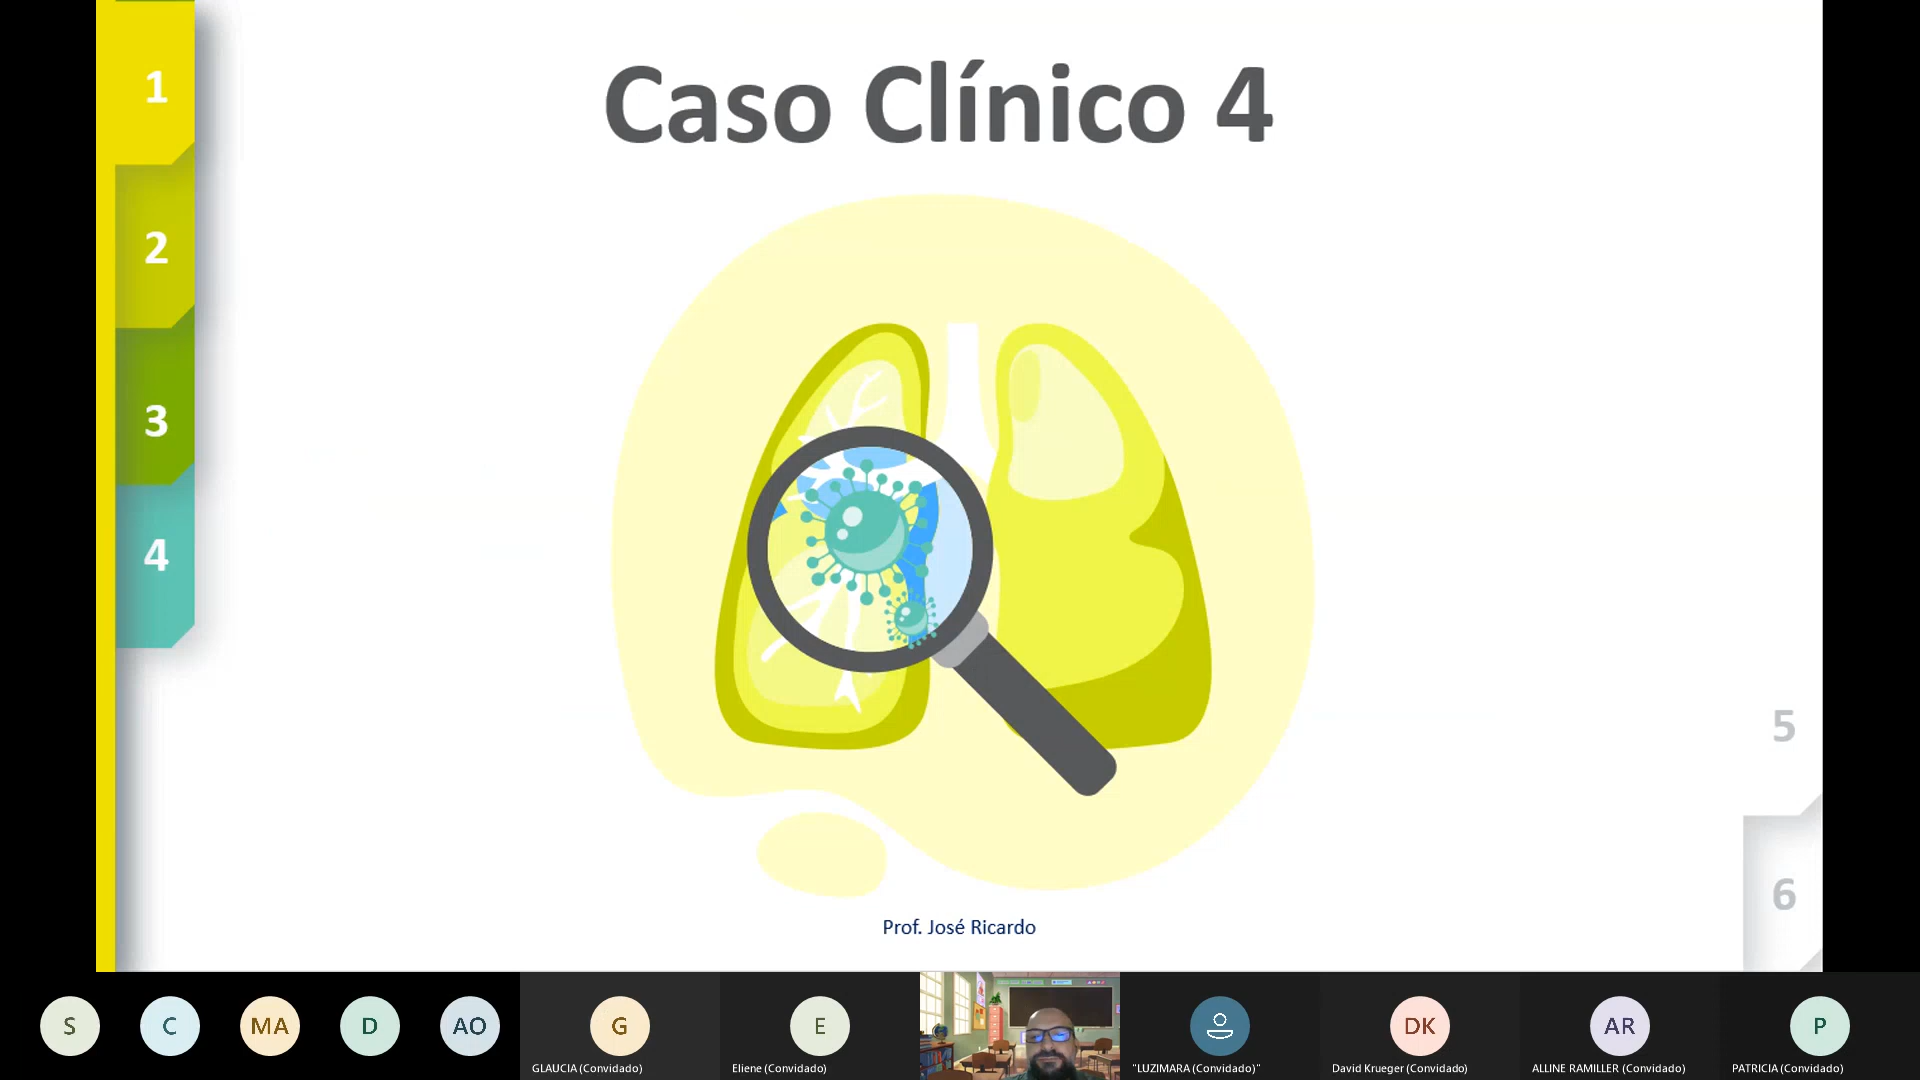 Caso Clínico 4
1
2
3
4
5
6
Prof. José Ricardo
S
C
MA
D
AO
G
E
DK
AR
P
GLAUCIA (Convidado)
Eliene (Convidado)
"LUZIMARA (Convidado)"
David Krueger (Convidado)
ALLINE RAMILLER (Convidado)
PATRICIA (Convidado)